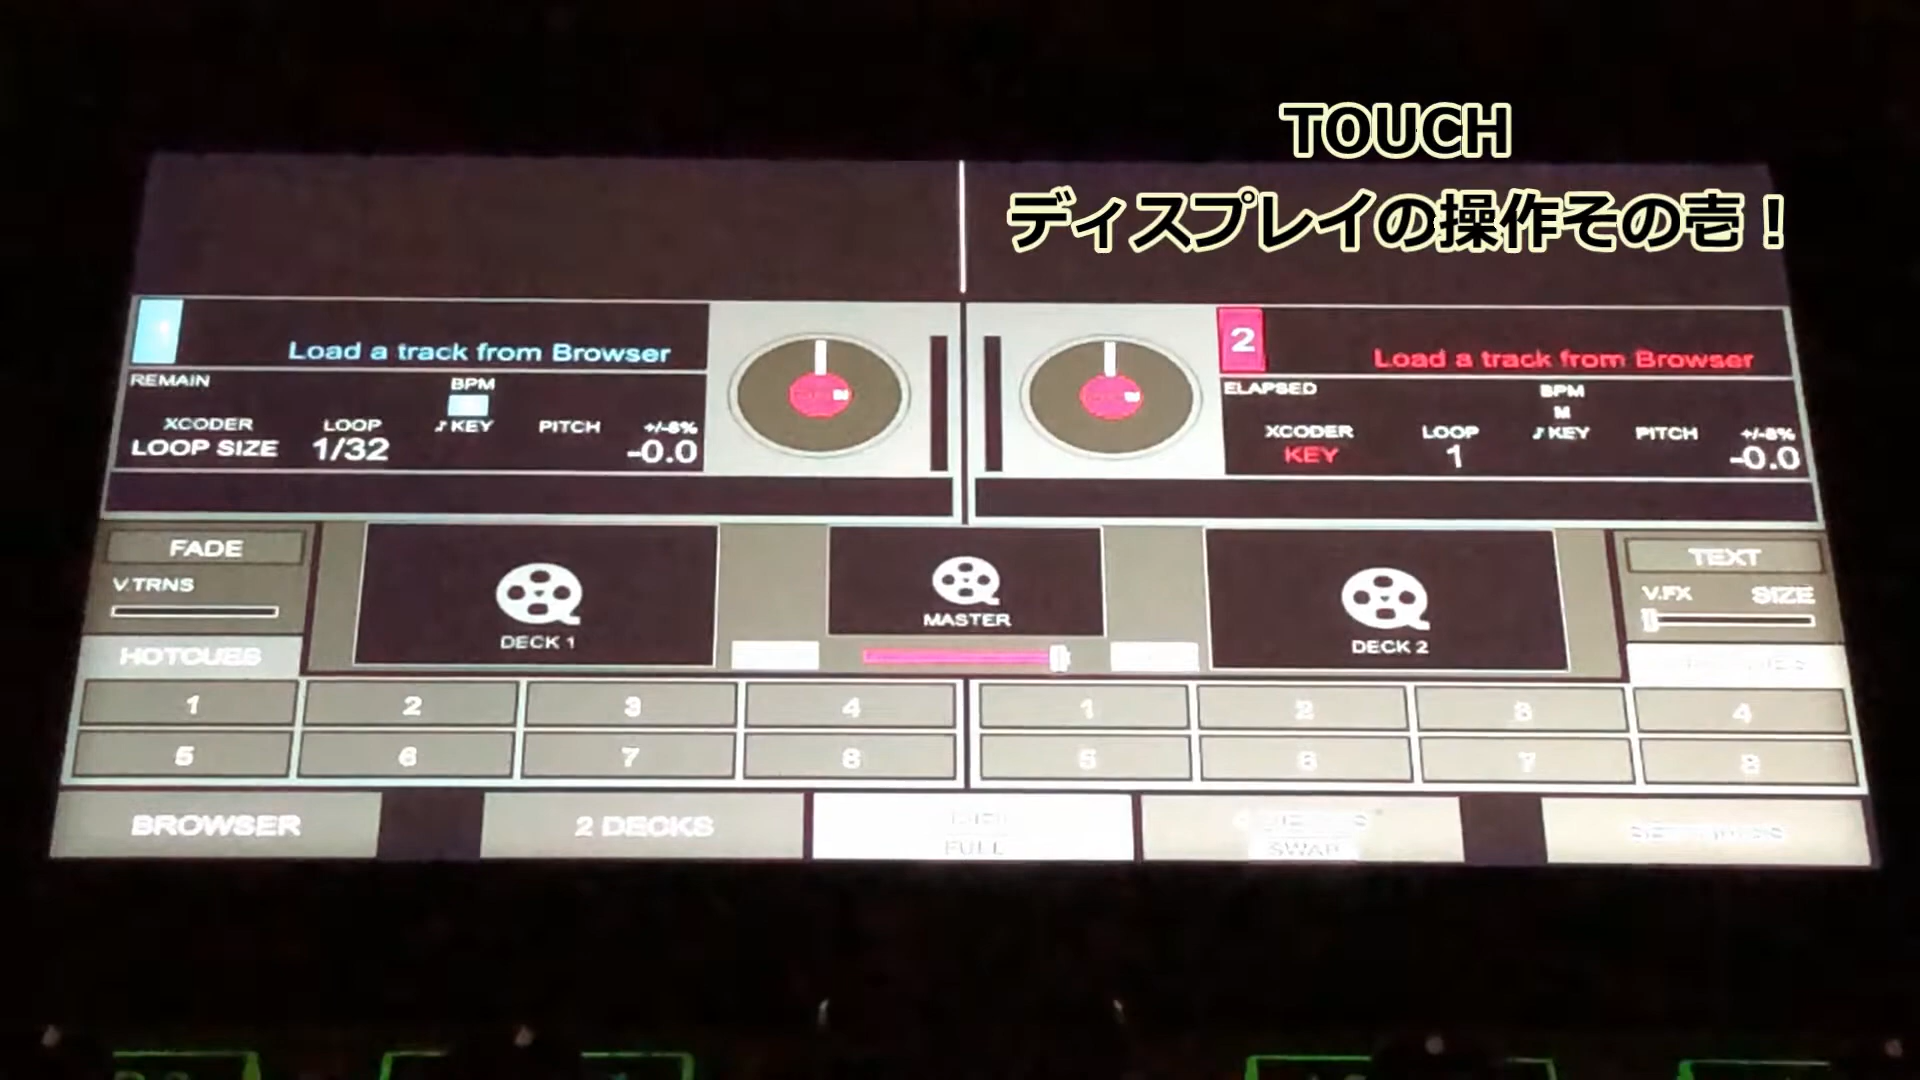 TOUCH
ディスプレイの操作その壱！
Load a track from Browser
REMAIN
BPM
XCODER
LOOP
♪KEY
PITCH
+/-8%
LOOP SIZE
1/32
-0.0
2
Load a track from Browser
ELAPSED
BPM
M
XCODER
LOOP
♪KEY
PITCH
+/-8%
KEY
1
-0.0
FADE
V.TRNS
DECK 1
MASTER
DECK 2
TEXT
V.FX
SIZE
HOTCUES
1 2 3 4
5 6 7 8
1 2 3 4
5 6 7 8
BROWSER
2 DECKS
FULL
SWAP